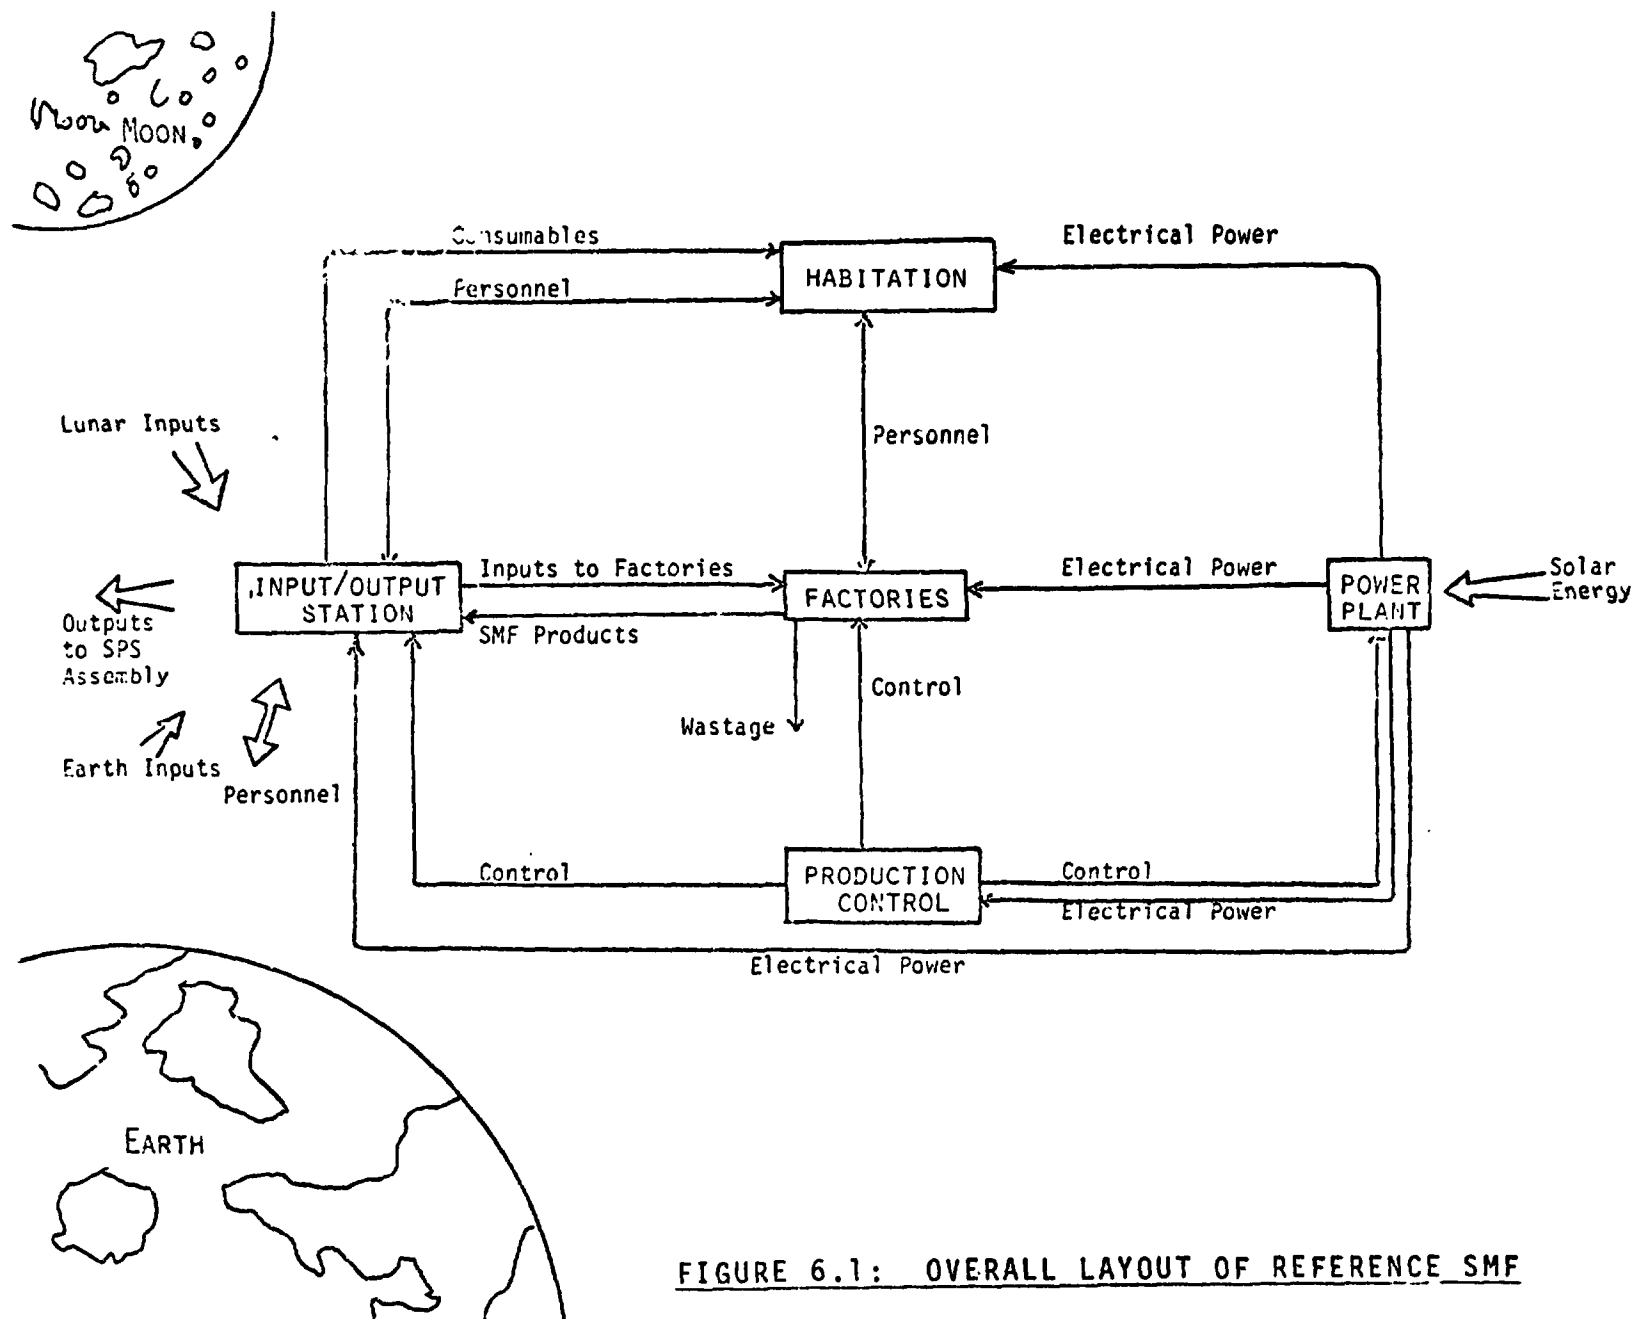 Moon MOON
Consumables
Electrical Power
HABITATION
Personnel
Lunar Inputs
Personnel
INPUT/OUTPUT
STATION
Inputs to Factories
SMF Products
FACTORIES
Electrical Power
POWER
PLANT
Solar
Energy
Outputs
to SPS
Assembly
Control
Wastage
Earth Inputs
Personnel
Control
PRODUCTION
CONTROL
Control
Electrical Power
Electrical Power
EARTH
FIGURE 6.1: OVERALL LAYOUT OF REFERENCE SMF